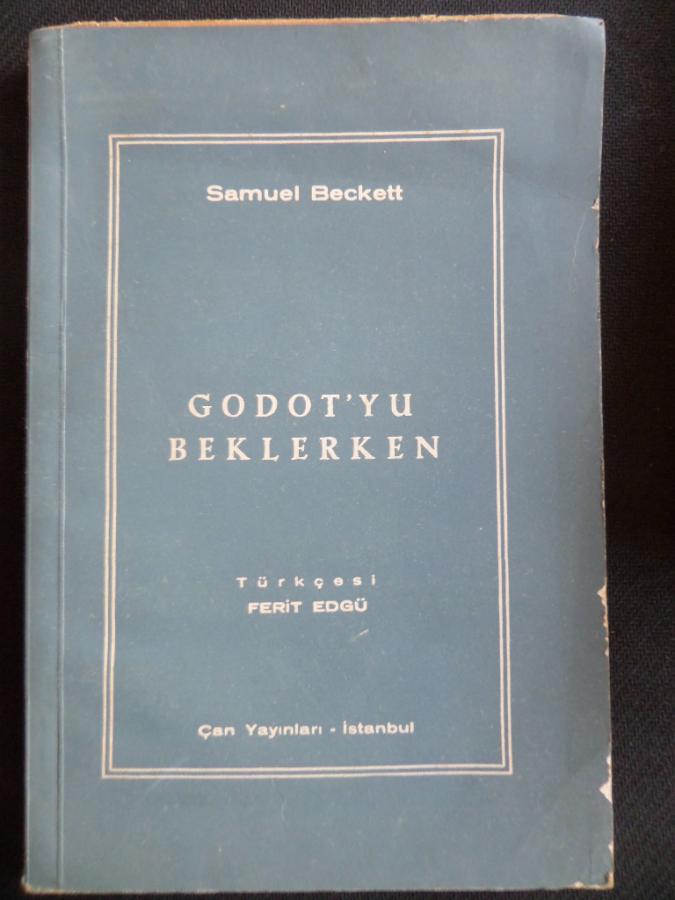 Samuel Beckett
GODOT'YU
BEKLERKEN
Türkçesi
FERİT EDGÜ
Çan Yayınları - İstanbul